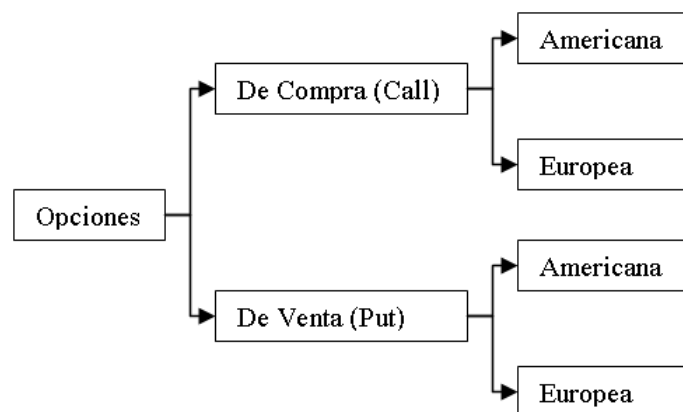 Americana
De Compra (Call)
Europea
Opciones
Americana
De Venta (Put)
Europea